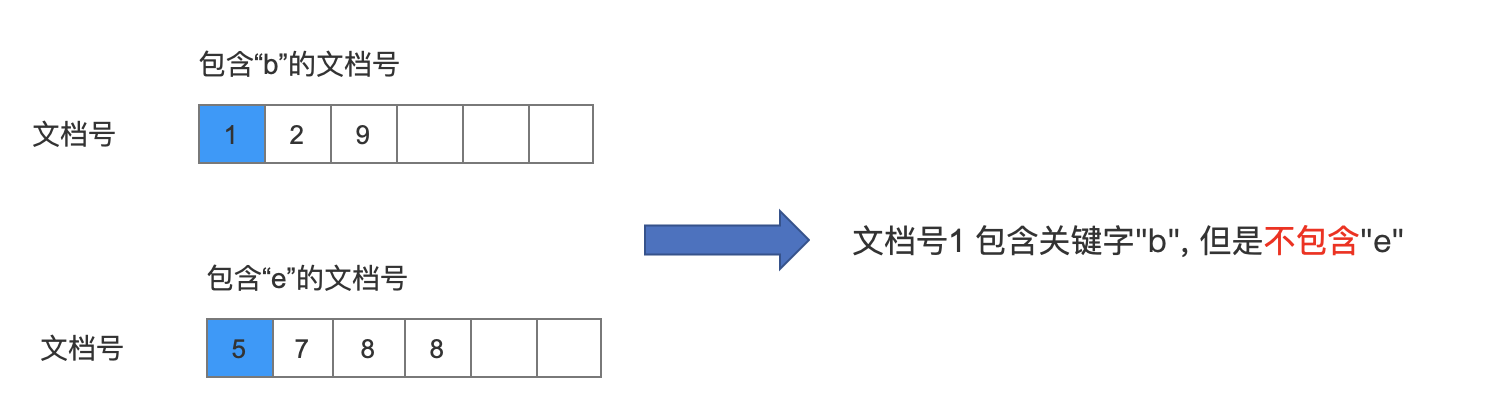 包含“b”的文档号
文档号
1 2 9
文档号1 包含关键字"b", 但是不包含"e"
包含“e”的文档号
文档号
5 7 8 8